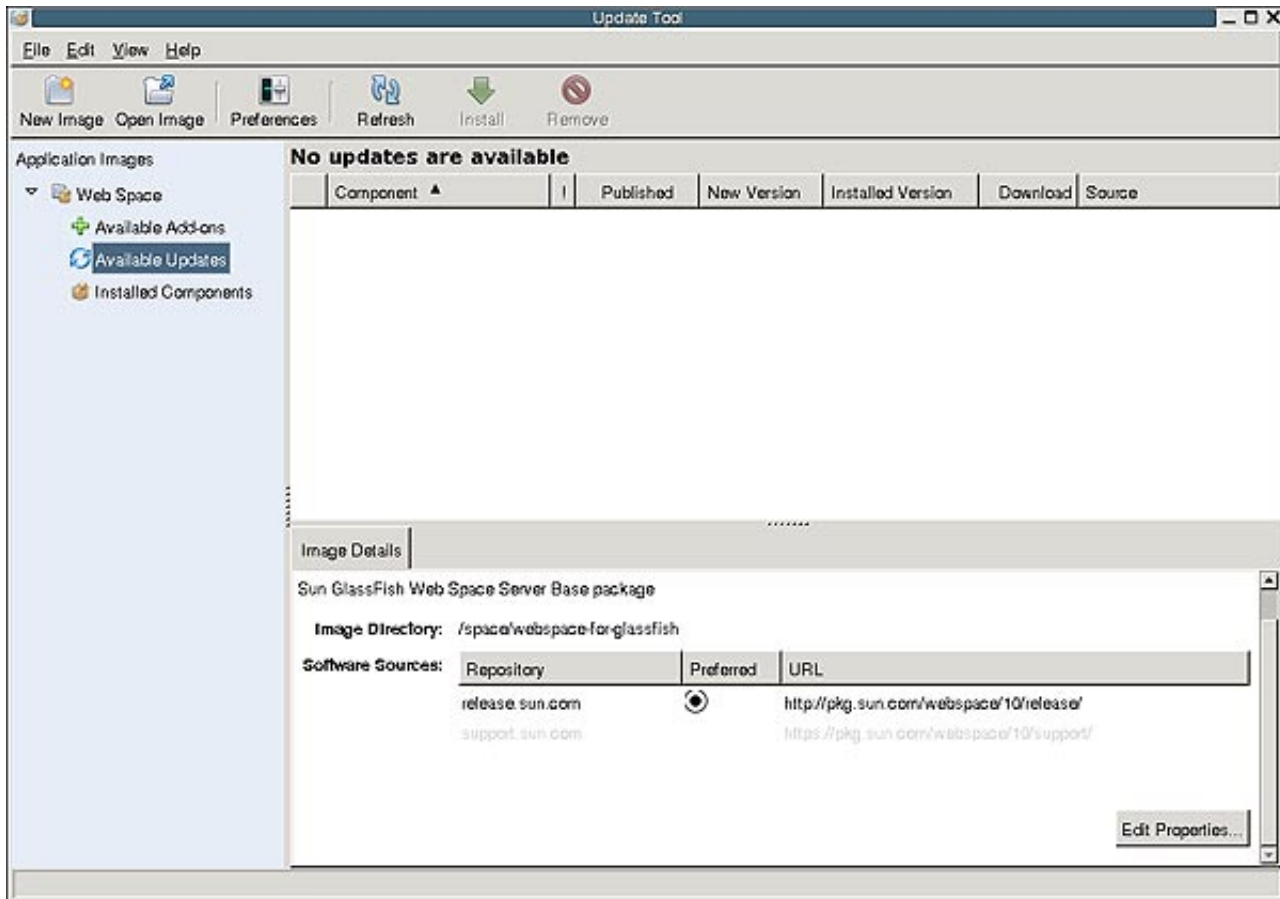 Update Tool
File Edit View Help
New Image Open Image Preferences Refresh Install Remove
Application Images
Web Space
Available Add-ons
Available Updates
Installed Components
No updates are available
Component ! Published New Version Installed Version Download Source
Image Details
Sun GlassFish Web Space Server Base package
Image Directory: /space/webspace-for-glassfish
Software Sources: Repository Preferred URL
release.sun.com http://pkg.sun.com/webspace/10/release/
support.sun.com https://pkg.sun.com/webspace/10/support/
Edit Properties...